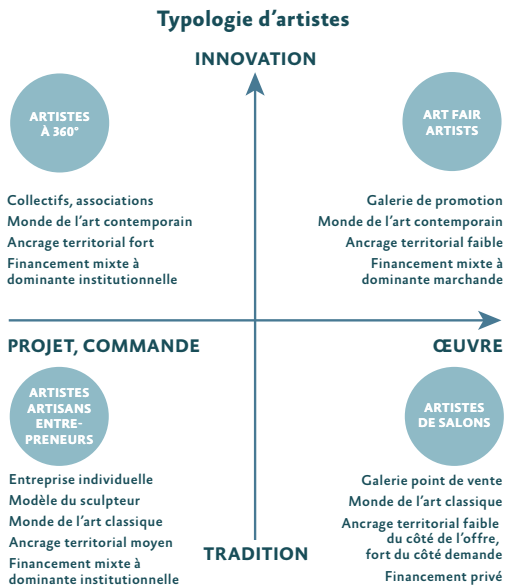 Typologie d’artistes
INNOVATION
ARTISTES
À 360°
Collectifs, associations
Monde de l’art contemporain
Ancrage territorial fort
Financement mixte à
dominante institutionnelle
ART FAIR
ARTISTS
Galerie de promotion
Monde de l’art contemporain
Ancrage territorial faible
Financement mixte à
dominante marchande
PROJET, COMMANDE
ŒUVRE
ARTISTES
ARTISANS
ENTRE-
PRENEURS
Entreprise individuelle
Modèle du sculpteur
Monde de l’art classique
Ancrage territorial moyen
Financement mixte à
dominante institutionnelle
ARTISTES
DE SALONS
Galerie point de vente
Monde de l’art classique
Ancrage territorial faible
du côté de l’offre,
fort du côté demande
Financement privé
TRADITION